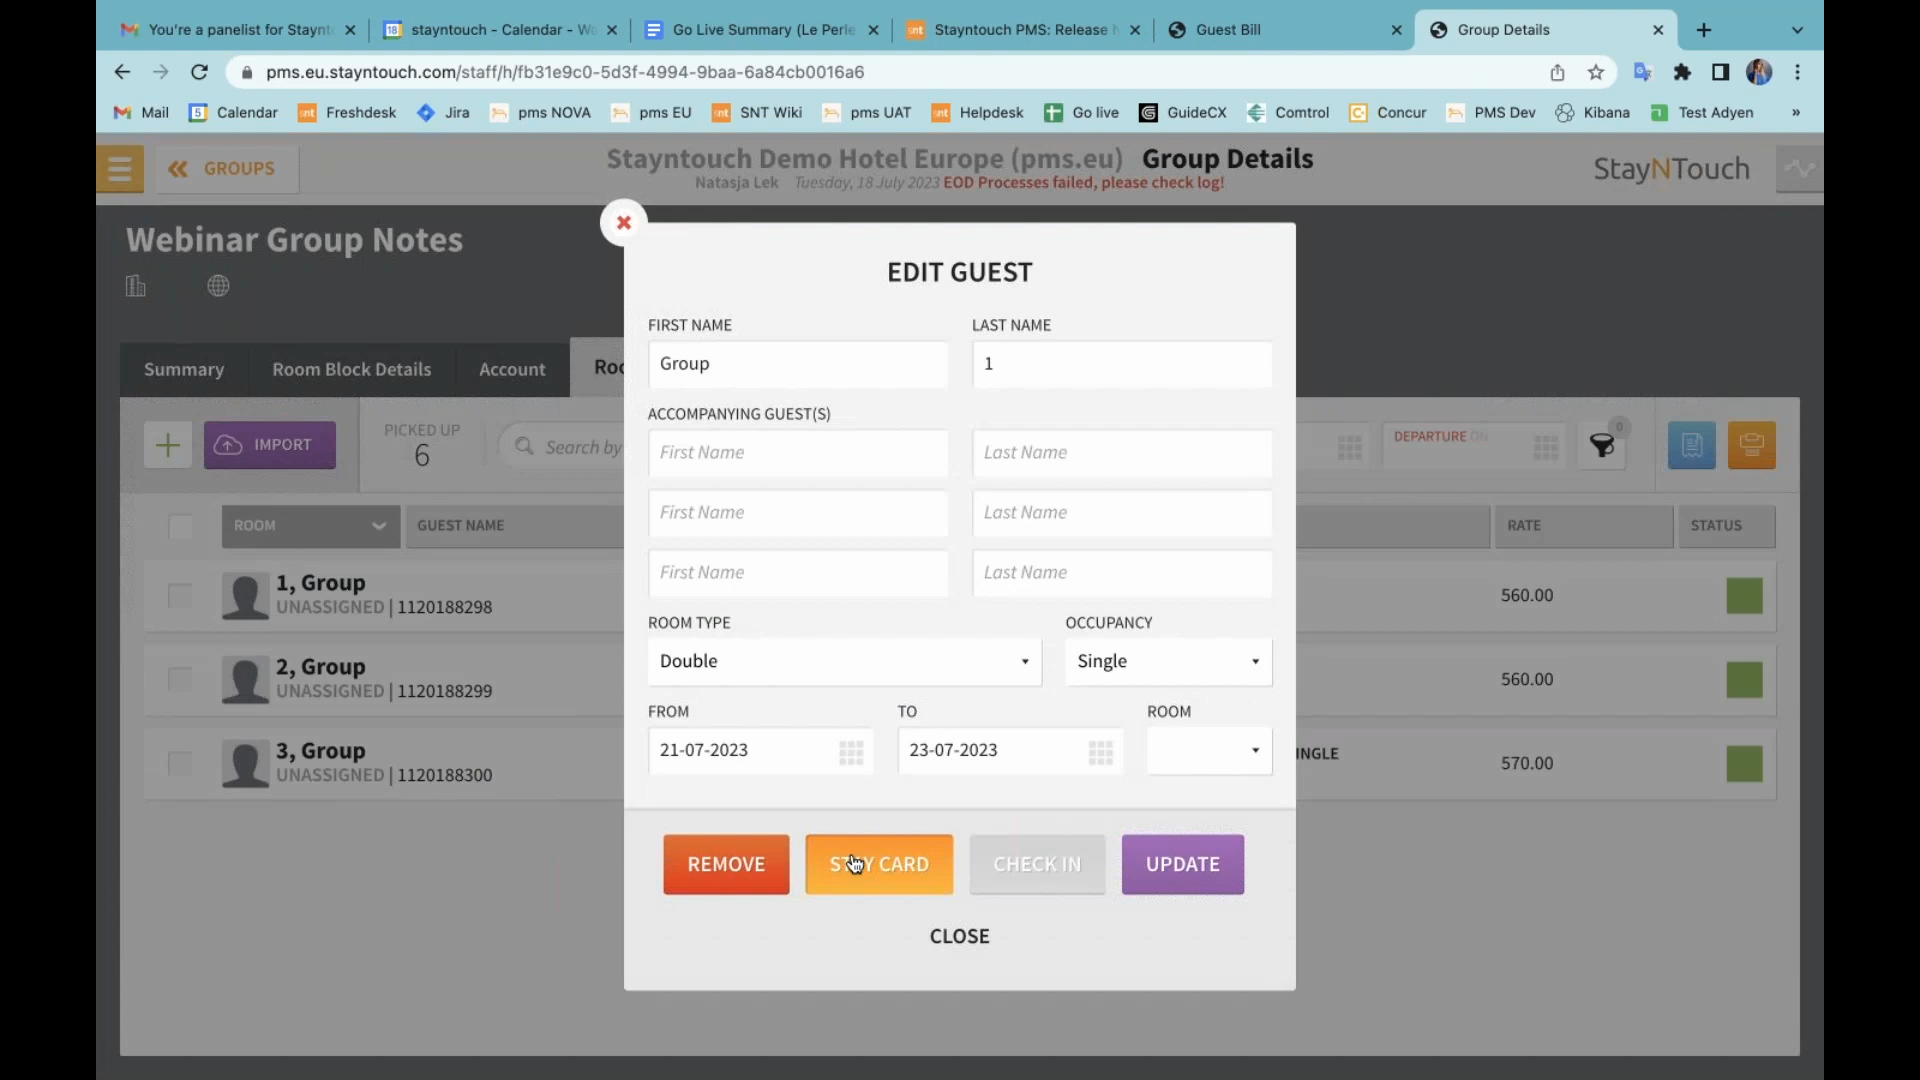 You're a panelist for Staynt
stayntouch - Calendar - Wo
Go Live Summary (Le Perle
Stayntouch PMS: Release N
Guest Bill
Group Details
pms.eu.stayntouch.com/staff/h/fb31e9c0-5d3f-4994-9baa-6a84cb0016a6
Mail
Calendar
Freshdesk
Jira
pms NOVA
pms EU
SNT Wiki
pms UAT
Helpdesk
Go live
GuideCX
Comtrol
Concur
PMS Dev
Kibana
Test Adyen
»
GROUPS
Stayntouch Demo Hotel Europe (pms.eu) Group Details
Natasja Lek Tuesday, 18 July 2023 EOD Processes failed, please check log!
StayNTouch
Webinar Group Notes
Summary
Room Block Details
Account
Roo
IMPORT
PICKED UP
6
Search by
DEPARTURE ON
0
ROOM
GUEST NAME
RATE
STATUS
1, Group
UNASSIGNED | 1120188298
560.00
2, Group
UNASSIGNED | 1120188299
560.00
3, Group
UNASSIGNED | 1120188300
INGLE
570.00
EDIT GUEST
FIRST NAME
LAST NAME
Group
1
ACCOMPANYING GUEST(S)
First Name
Last Name
First Name
Last Name
First Name
Last Name
ROOM TYPE
OCCUPANCY
Double
Single
FROM
TO
ROOM
21-07-2023
23-07-2023
REMOVE
STAY CARD
CHECK IN
UPDATE
CLOSE